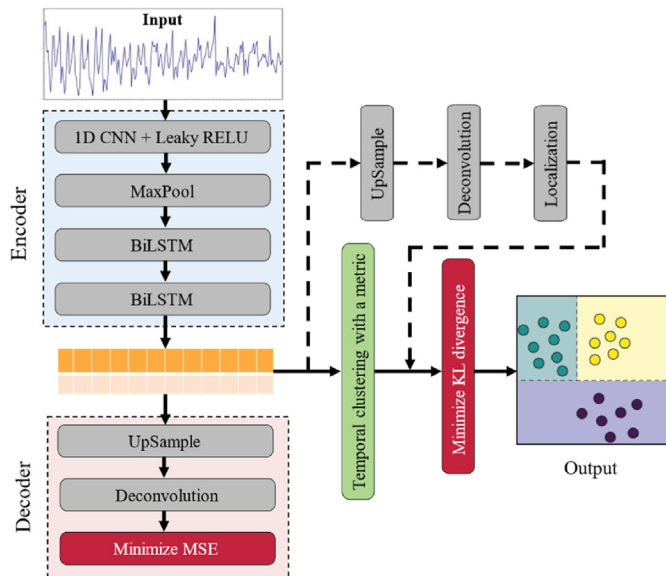 Input
Encoder
1D CNN + Leaky RELU
MaxPool
BiLSTM
BiLSTM
Decoder
UpSample
Deconvolution
Minimize MSE
UpSample
Deconvolution
Localization
Temporal clustering with a metric
Minimize KL divergence
Output